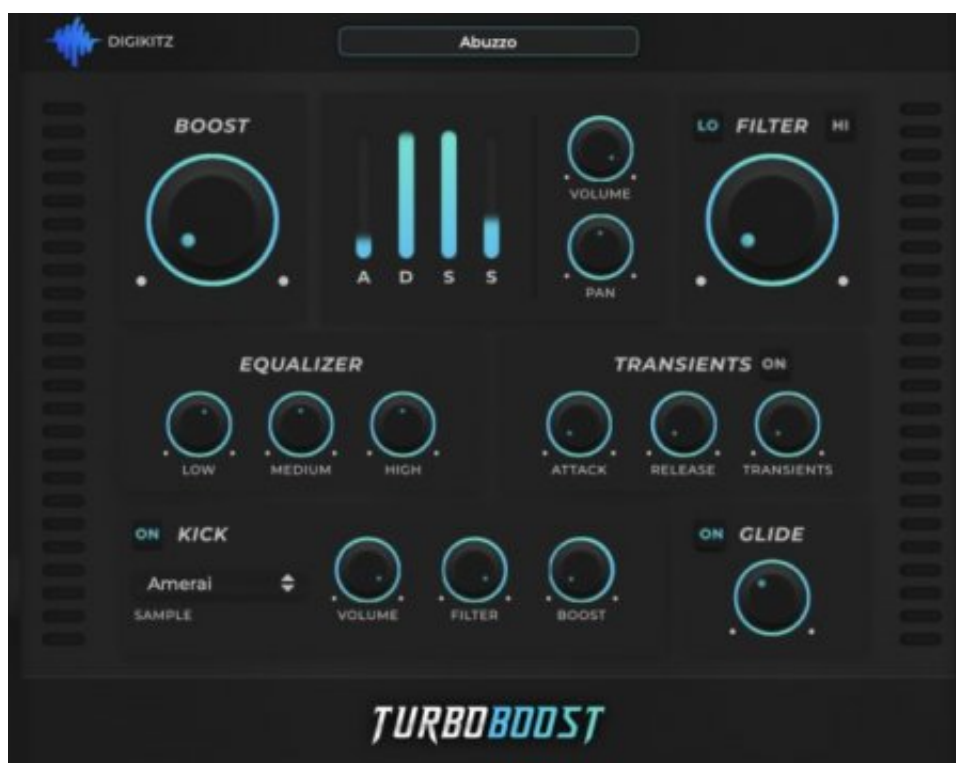 DIGIKITZ
Abuzzo
BOOST
A D S S
VOLUME
PAN
LO FILTER HI
EQUALIZER
LOW MEDIUM HIGH
TRANSIENTS ON
ATTACK RELEASE TRANSIENTS
ON KICK
Amerai
SAMPLE
VOLUME FILTER BOOST
ON GLIDE
TURBOBOOST